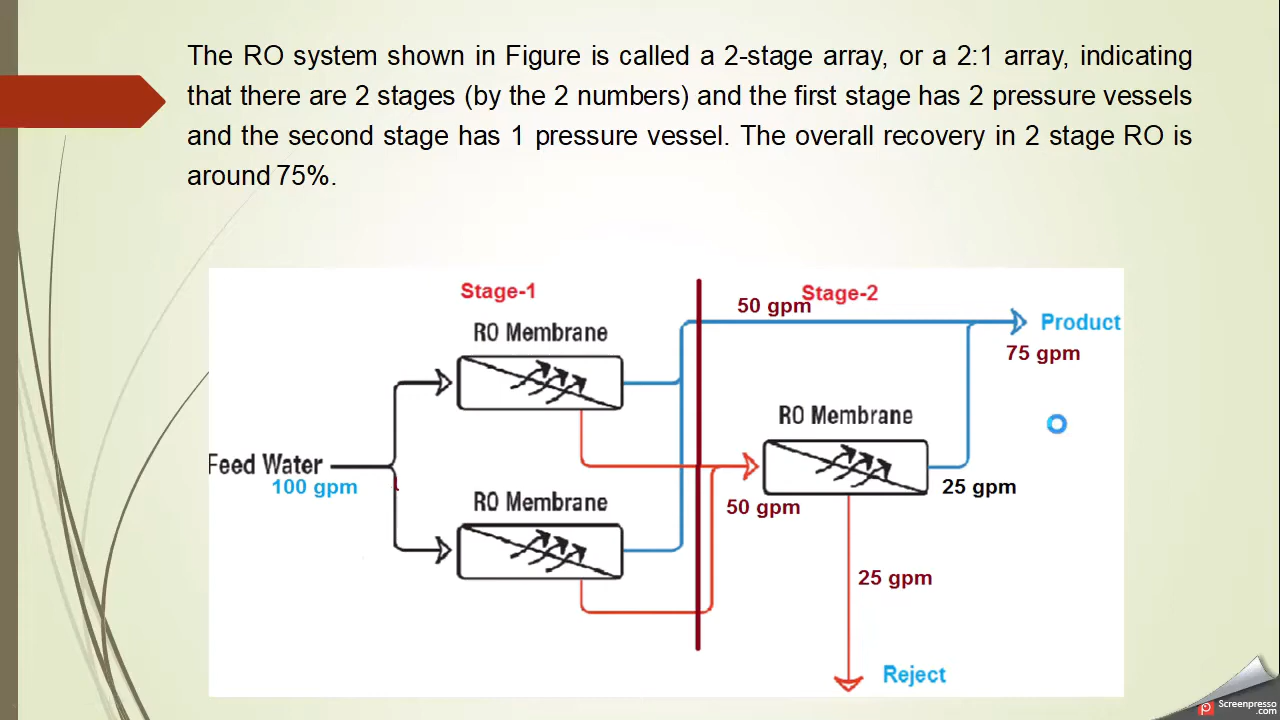 The RO system shown in Figure is called a 2-stage array, or a 2:1 array, indicating
that there are 2 stages (by the 2 numbers) and the first stage has 2 pressure vessels
and the second stage has 1 pressure vessel. The overall recovery in 2 stage RO is
around 75%.
Stage-1
Stage-2
50 gpm
RO Membrane
Product
75 gpm
RO Membrane
Feed Water
100 gpm
25 gpm
RO Membrane
50 gpm
25 gpm
Reject
Screenpresso
.com